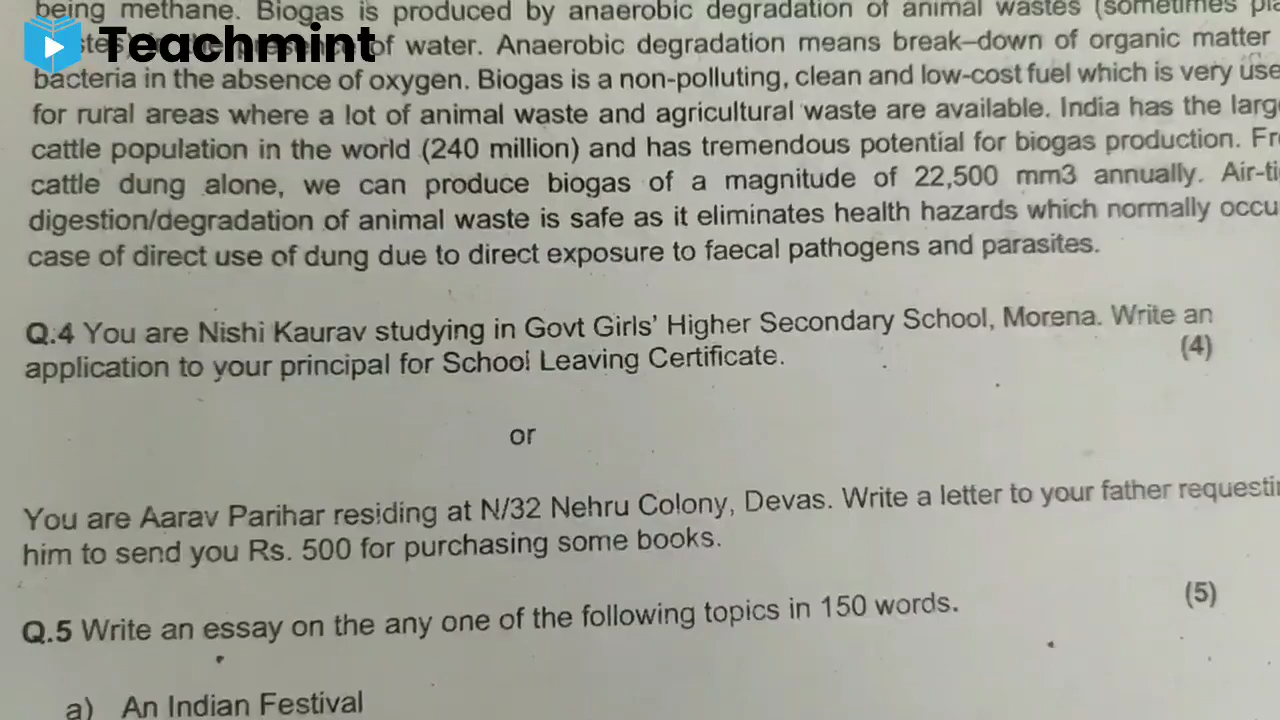 being methane. Biogas is produced by anaerobic degradation of animal wastes (sometimes
Teachmint
of water. Anaerobic degradation means break–down of organic matter
bacteria in the absence of oxygen. Biogas is a non-polluting, clean and low-cost fuel which is very
for rural areas where a lot of animal waste and agricultural waste are available. India has the
cattle population in the world (240 million) and has tremendous potential for biogas production.
cattle dung alone, we can produce biogas of a magnitude of 22,500 mm3 annually.
digestion/degradation of animal waste is safe as it eliminates health hazards which normally
case of direct use of dung due to direct exposure to faecal pathogens and parasites.
Q.4 You are Nishi Kaurav studying in Govt Girls' Higher Secondary School, Morena. Write an
application to your principal for School Leaving Certificate. (4)
or
You are Aarav Parihar residing at N/32 Nehru Colony, Devas. Write a letter to your father
him to send you Rs. 500 for purchasing some books.
Q.5 Write an essay on the any one of the following topics in 150 words. (5)
a) An Indian Festival